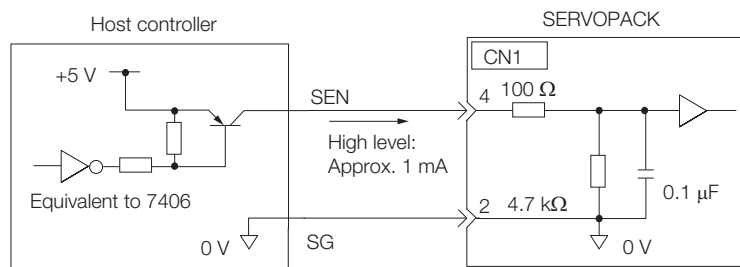 Host controller
SERVOPACK
CN1
+5 V
SEN
4
100 Ω
High level:
Approx. 1 mA
Equivalent to 7406
0.1 μF
2
4.7 kΩ
0 V
SG
0 V